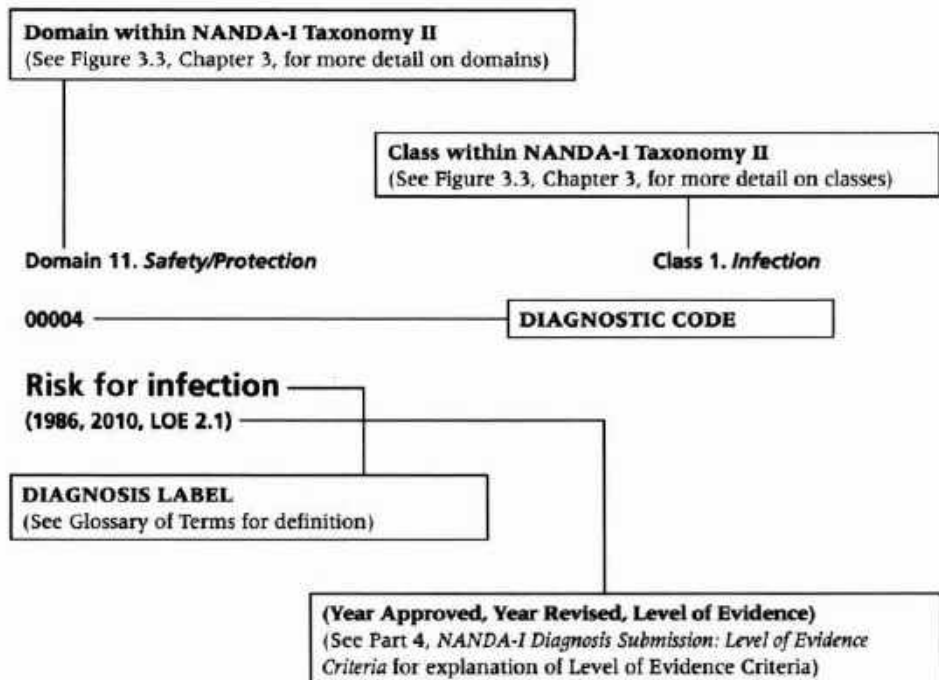 Domain within NANDA-I Taxonomy II
(See Figure 3.3, Chapter 3, for more detail on domains)
Class within NANDA-I Taxonomy II
(See Figure 3.3, Chapter 3, for more detail on classes)
Domain 11. Safety/Protection
Class 1. Infection
00004
DIAGNOSTIC CODE
Risk for infection
(1986, 2010, LOE 2.1)
DIAGNOSIS LABEL
(See Glossary of Terms for definition)
(Year Approved, Year Revised, Level of Evidence)
(See Part 4, NANDA-I Diagnosis Submission: Level of Evidence
Criteria for explanation of Level of Evidence Criteria)